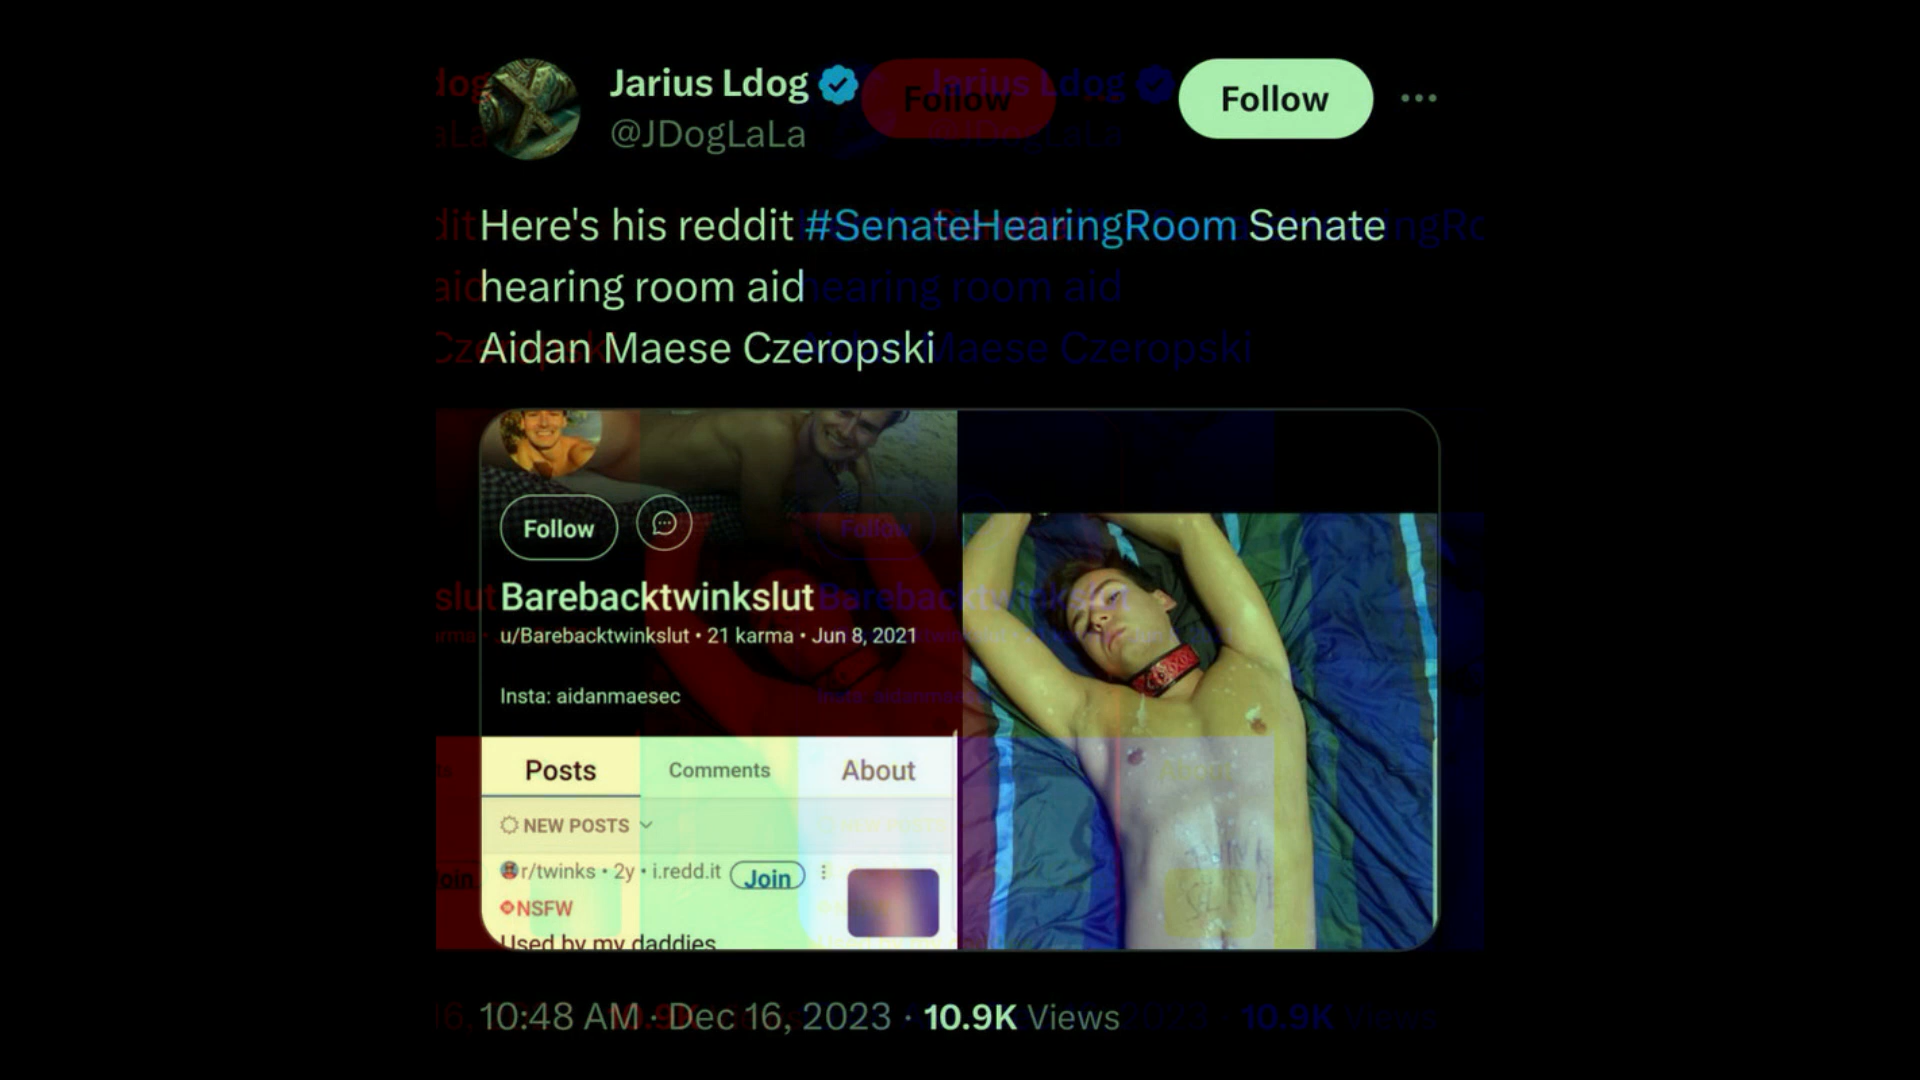 Jarius Ldog
Follow
@JDogLaLa
Here's his reddit #SenateHearingRoom Senate
hearing room aid
Aidan Maese Czeropski
Follow
Barebacktwinkslut
u/Barebacktwinkslut • 21 karma • Jun 8, 2021
Insta: aidanmaesec
Posts Comments About
NEW POSTS
r/twinks • 2y • i.redd.it Join
NSFW
Used by my daddies
SLAVE
10:48 AM · Dec 16, 2023 · 10.9K Views